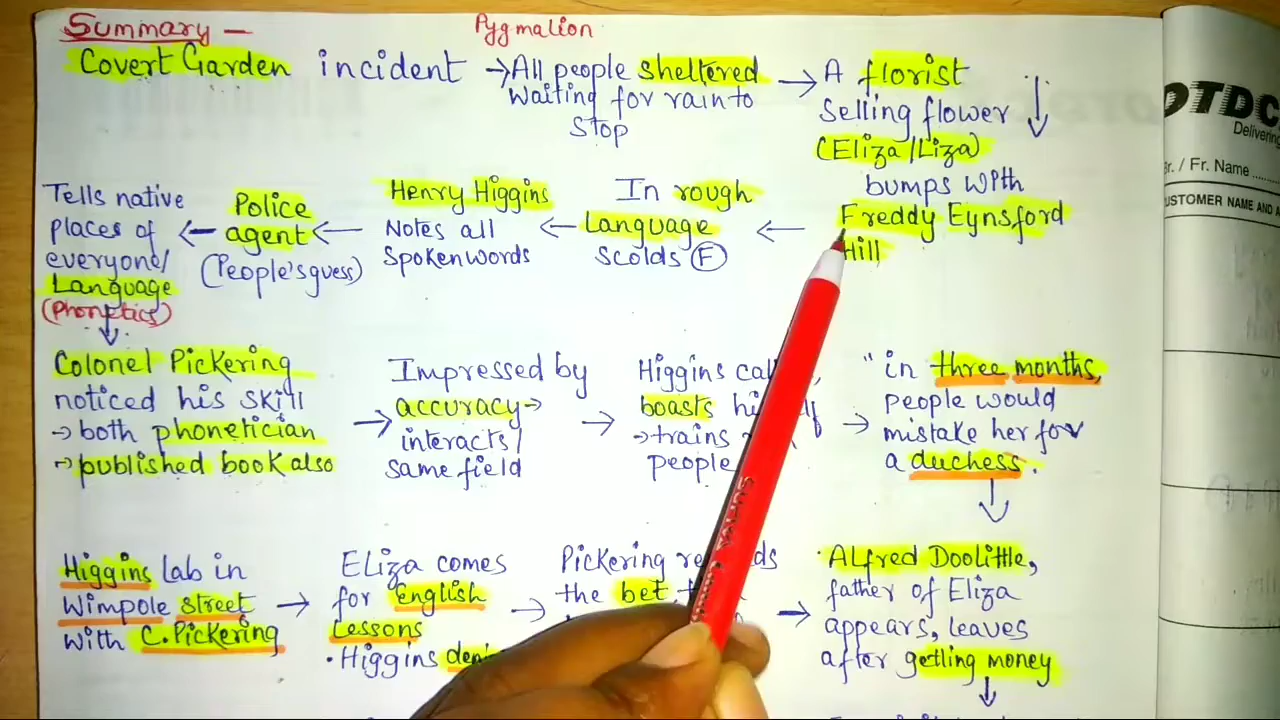 Summary —
Pygmalion
Covert Garden incident
→ All people sheltered
Waiting for rain to
Stop
→ A florist
Selling flower
(Eliza/Liza)
↓
bumps with
Freddy Eynsford
Hill
← In rough
Language
Scolds Ⓕ
← Henry Higgins
Notes all
Spoken words
← Police
agent
(People's guess)
← Tells native
places of
everyone/
Language
(Phonetics)
↓
Colonel Pickering
noticed his skill
→ both phonetician
→ published book also
→ Impressed by
accuracy →
interacts/
same field
→ Higgins
boasts
→ trains
people
→ "in three months,
people would
mistake her for
a duchess.
↓
Higgins lab in
Wimpole street
with C. Pickering
→ Eliza comes
for english
Lessons
• Higgins
→ Pickering
the bet
→ • Alfred Doolittle,
father of Eliza
appears, leaves
after getling money
↓
DTDC
Delivering
Fr. Name
CUSTOMER NAME AND